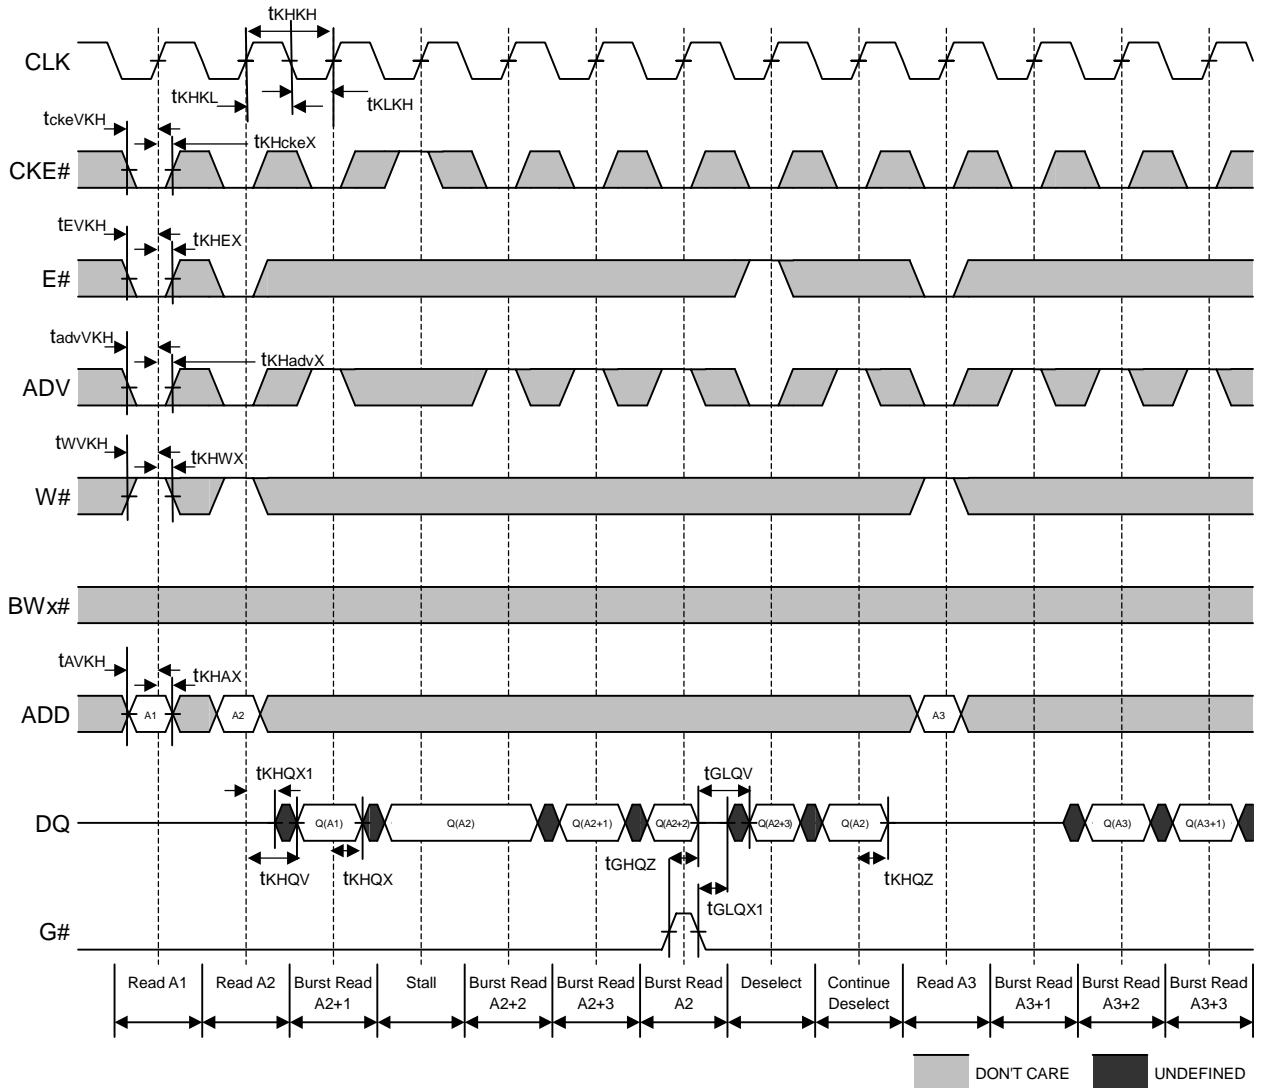 tKHKH
CLK
tKHKL
tKLKH
tckeVKH
tKHckeX
CKE#
tEVKH
tKHEX
E#
tadvVKH
tKHadvX
ADV
tWVKH
tKHWX
W#
BWx#
tAVKH
tKHAX
ADD
A1
A2
A3
tKHQX1
tGLQV
DQ
Q(A1)
Q(A2)
Q(A2+1)
Q(A2+2)
Q(A2+3)
Q(A2)
Q(A3)
Q(A3+1)
tKHQV
tKHQX
tGHQZ
tKHQZ
tGLQX1
G#
Read A1
Read A2
Burst Read
A2+1
Stall
Burst Read
A2+2
Burst Read
A2+3
Burst Read
A2
Deselect
Continue
Deselect
Read A3
Burst Read
A3+1
Burst Read
A3+2
Burst Read
A3+3
DON'T CARE
UNDEFINED